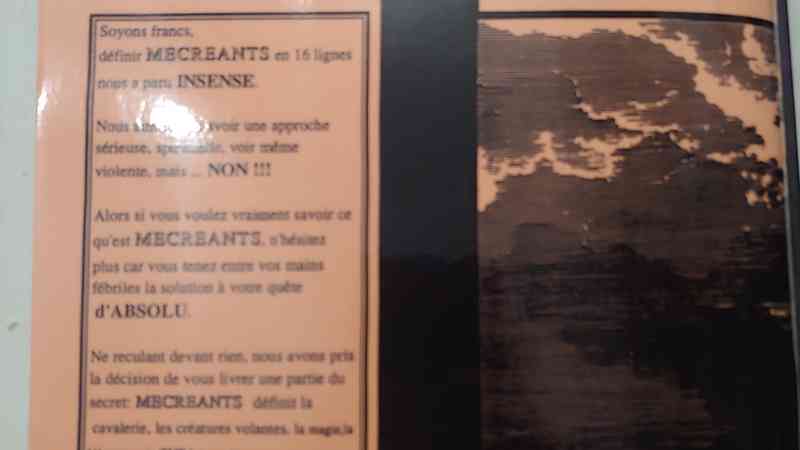 Soyons francs,
définir MECREANTS en 16 lignes
nous a paru INSENSE.
Nous avoir une approche
sérieuse, voir même
violente, mais ... NON !!!
Alors si vous voulez vraiment savoir ce
qu'est MECREANTS, n'hésitez
plus car vous tenez entre vos mains
fébriles la solution à votre quête
d'ABSOLU.
Ne reculant devant rien, nous avons pris
la décision de vous livrer une partie du
secret: MECREANTS définit la
cavalerie, les créatures volantes, la magie,la